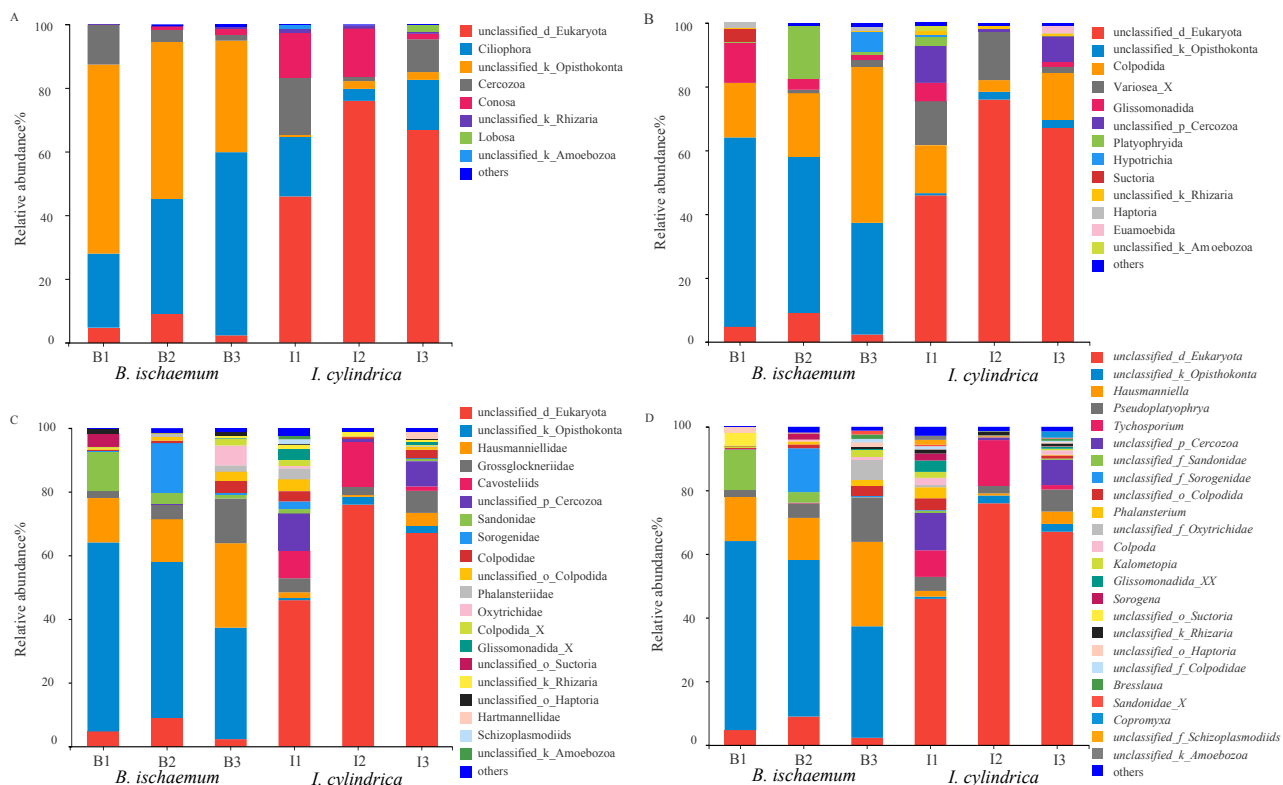 A
Relative abundance%
100
80
60
40
20
0
B1
B2
B3
I1
I2
I3
B. ischaemum
I. cylindrica
unclassified_d_Eukaryota
Ciliophora
unclassified_k_Opisthokonta
Cercozoa
Conosa
unclassified_k_Rhizaria
Lobosa
unclassified_k_Amoebozoa
others
B
Relative abundance%
100
80
60
40
20
0
B1
B2
B3
I1
I2
I3
B. ischaemum
I. cylindrica
unclassified_d_Eukaryota
unclassified_k_Opisthokonta
Colpodida
Variosea_X
Glissomonadida
unclassified_p_Cercozoa
Platyophryida
Hypotrichia
Suctoria
unclassified_k_Rhizaria
Haptoria
Euamoebida
unclassified_k_Amoebozoa
others
C
Relative abundance%
100
80
60
40
20
0
B1
B2
B3
I1
I2
I3
B. ischaemum
I. cylindrica
unclassified_d_Eukaryota
unclassified_k_Opisthokonta
Hausmanniellidae
Grossglockneriidae
Cavosteliids
unclassified_p_Cercozoa
Sandonidae
Sorogenidae
Colpodidae
unclassified_o_Colpodida
Phalansteriidae
Oxytrichidae
Colpodida_X
Glissomonadida_X
unclassified_o_Suctoria
unclassified_k_Rhizaria
unclassified_o_Haptoria
Hartmannellidae
Schizoplasmodiids
unclassified_k_Amoebozoa
others
D
Relative abundance%
100
80
60
40
20
0
B1
B2
B3
I1
I2
I3
B. ischaemum
I. cylindrica
unclassified_d_Eukaryota
unclassified_k_Opisthokonta
Hausmanniella
Pseudoplatyophrya
Tychosporium
unclassified_p_Cercozoa
unclassified_f_Sandonidae
unclassified_f_Sorogenidae
unclassified_o_Colpodida
Phalansterium
unclassified_f_Oxytrichidae
Colpoda
Kalometopia
Glissomonadida_XX
Sorogena
unclassified_o_Suctoria
unclassified_k_Rhizaria
unclassified_o_Haptoria
unclassified_f_Colpodidae
Bresslaua
Sandonidae_X
Copromyxa
unclassified_f_Schizoplasmodiids
unclassified_k_Amoebozoa
others